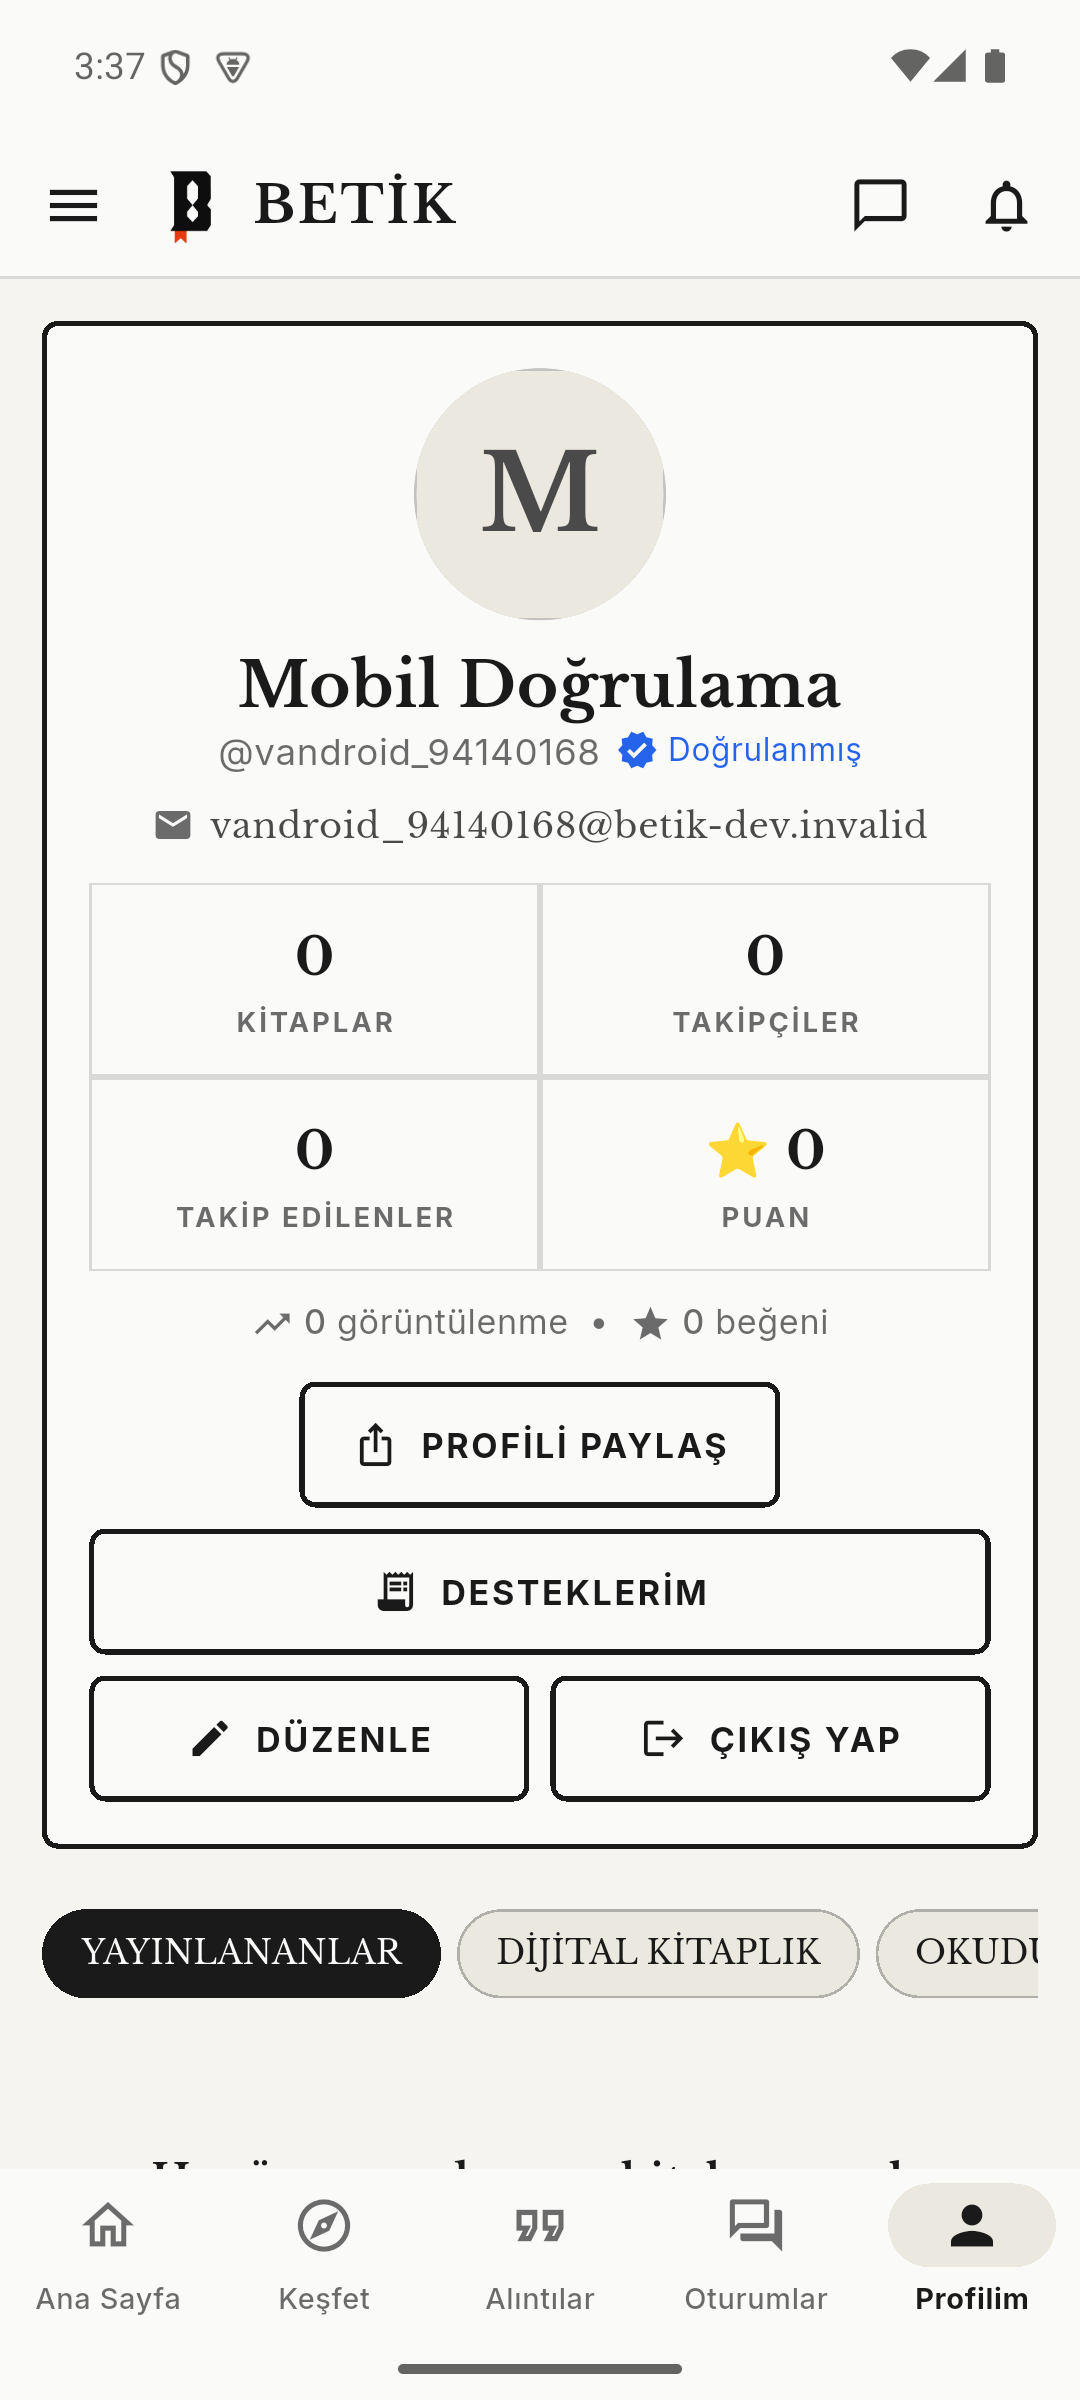 3:37
BETİK
M
Mobil Doğrulama
@vandroid_94140168 Doğrulanmış
vandroid_94140168@betik-dev.invalid
0
KİTAPLAR
0
TAKİPÇİLER
0
TAKİP EDİLENLER
⭐ 0
PUAN
0 görüntülenme • 0 beğeni
PROFİLİ PAYLAŞ
DESTEKLERİM
DÜZENLE
ÇIKIŞ YAP
YAYINLANANLAR
DİJİTAL KİTAPLIK
Ana Sayfa
Keşfet
Alıntılar
Oturumlar
Profilim